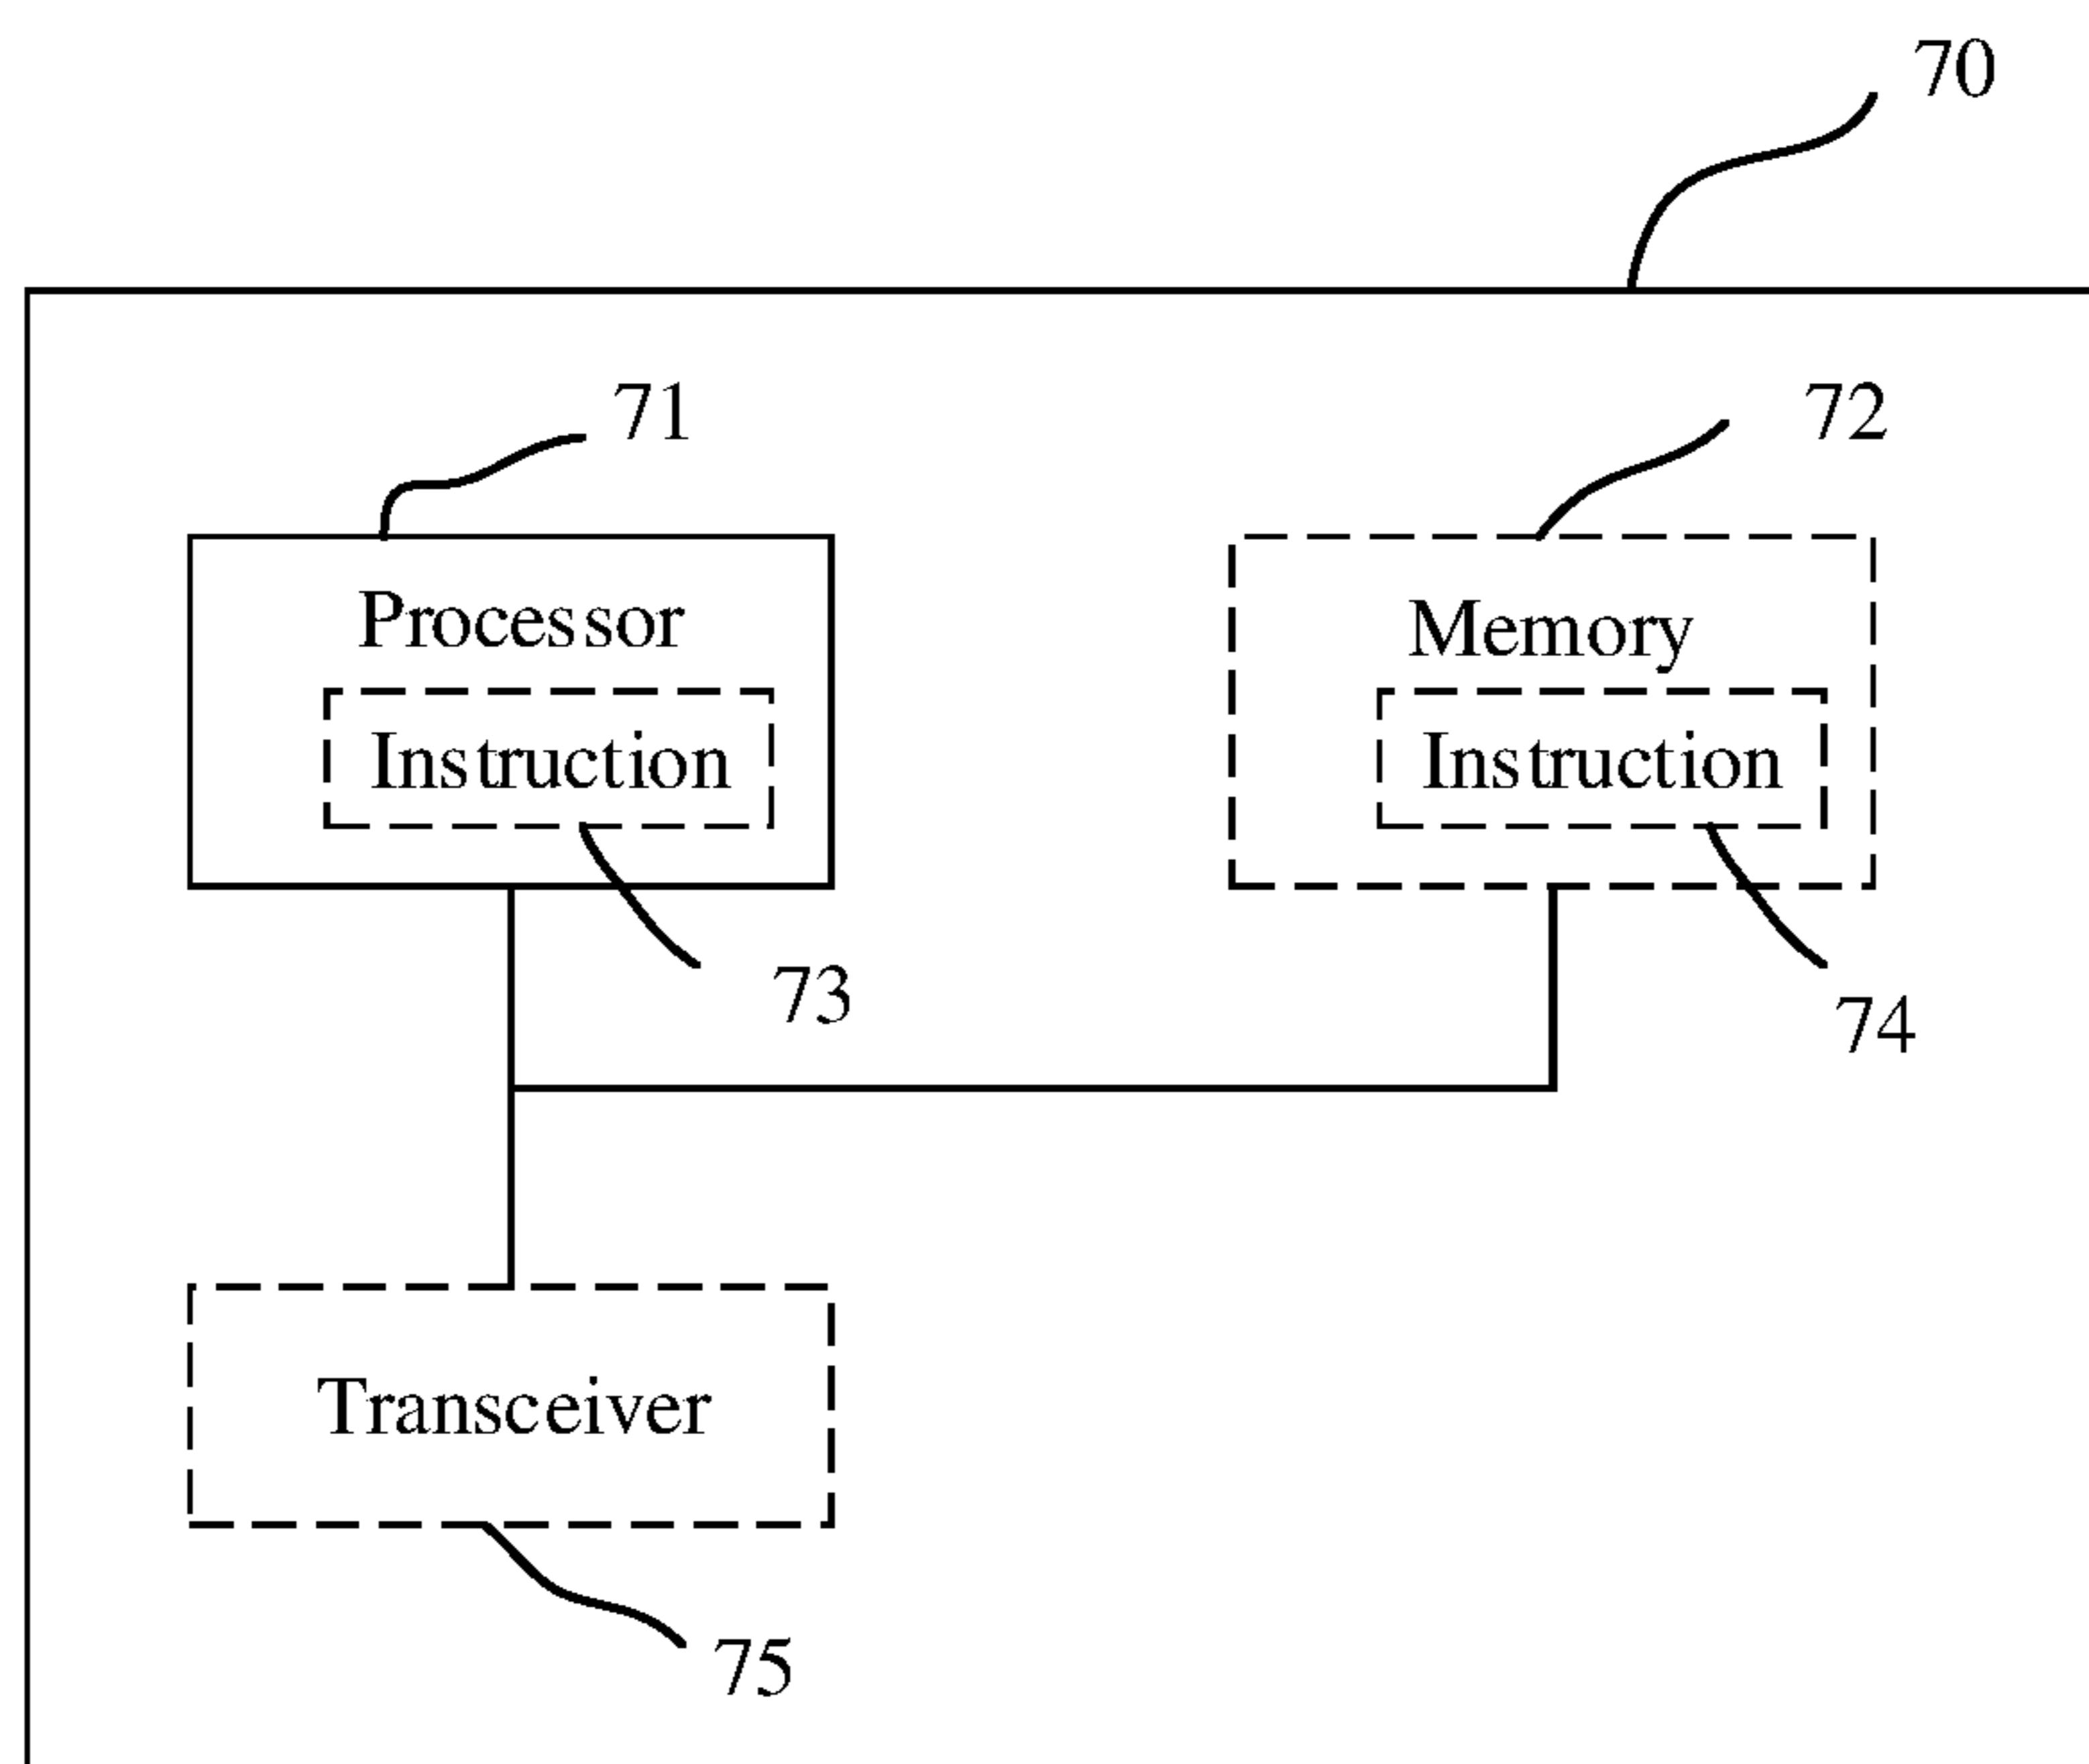 70
71
72
Processor
Memory
Instruction
Instruction
73
74
Transceiver
75